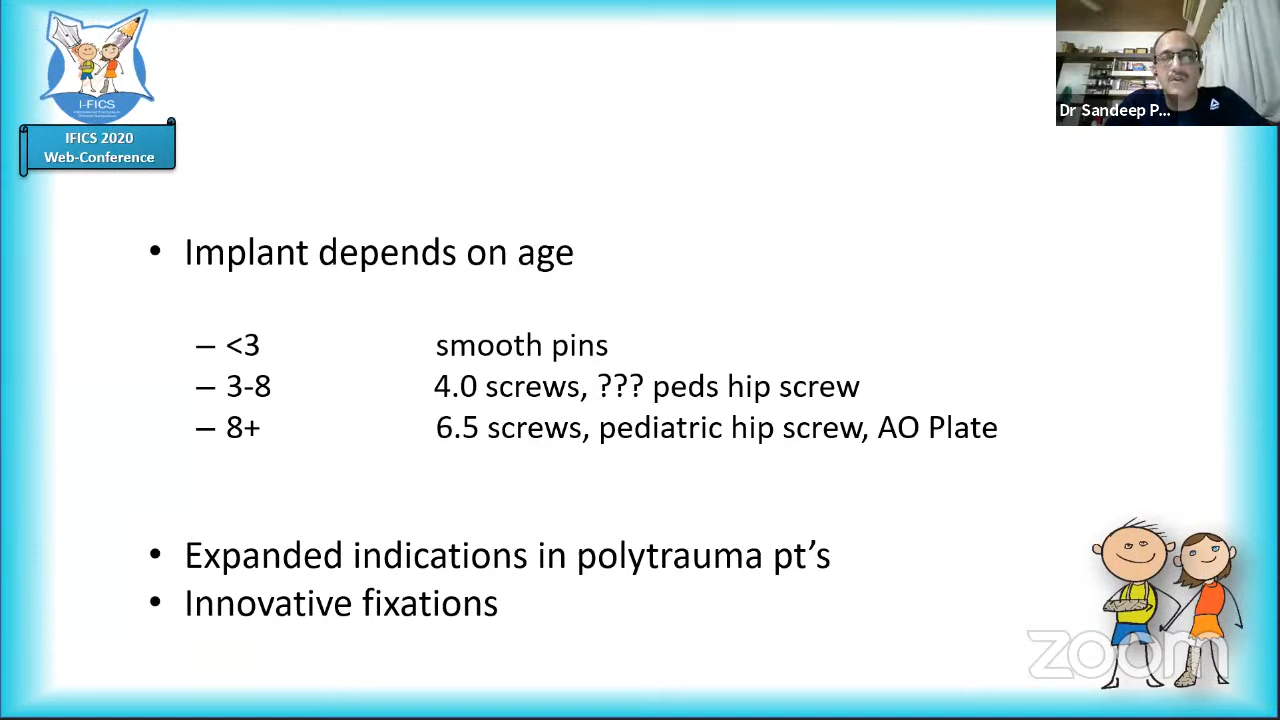 I-FICS
IFICS 2020
Web-Conference
Dr Sandeep P...
• Implant depends on age
– <3 smooth pins
– 3-8 4.0 screws, ??? peds hip screw
– 8+ 6.5 screws, pediatric hip screw, AO Plate
• Expanded indications in polytrauma pt’s
• Innovative fixations
zoom